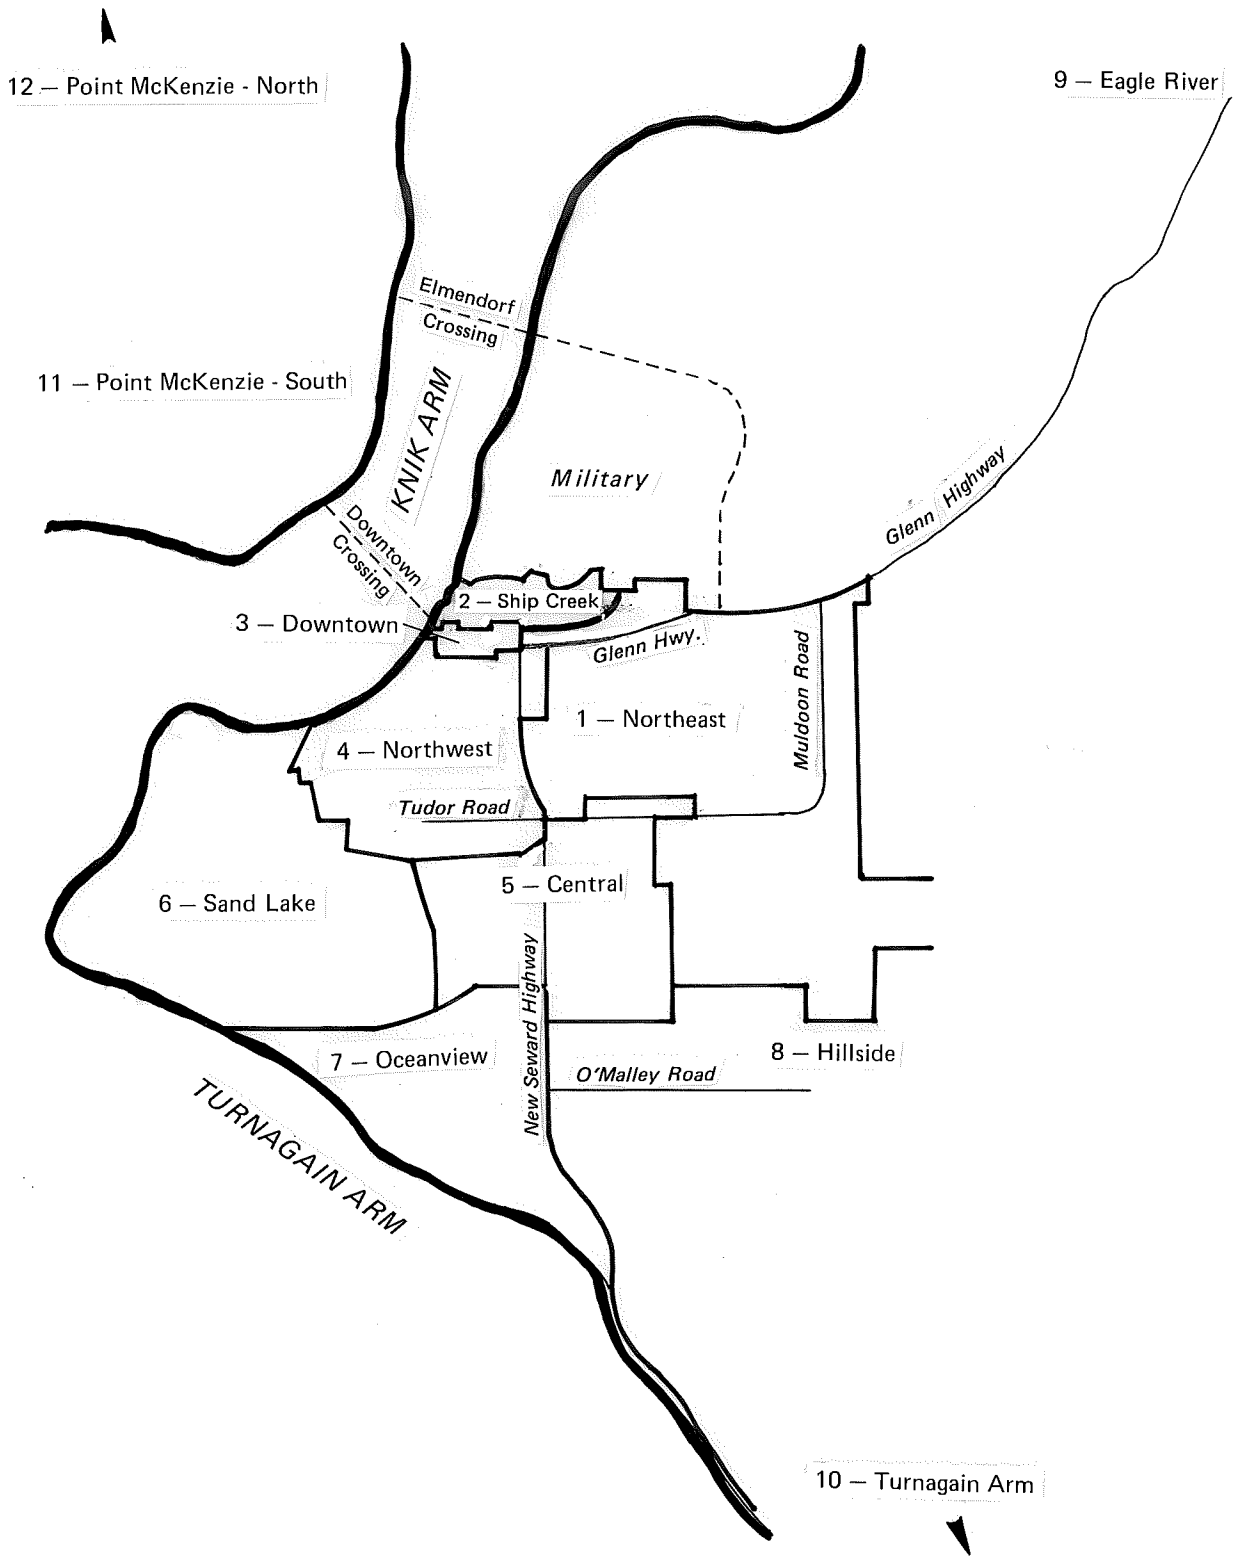 12 — Point McKenzie - North
9 — Eagle River
Elmendorf
Crossing
11 — Point McKenzie - South
KNIK ARM
Military
Glenn Highway
Downtown
Crossing
2 — Ship Creek
3 — Downtown
Glenn Hwy.
Muldoon Road
1 — Northeast
4 — Northwest
Tudor Road
5 — Central
6 — Sand Lake
New Seward Highway
7 — Oceanview
8 — Hillside
O'Malley Road
TURNAGAIN ARM
10 — Turnagain Arm